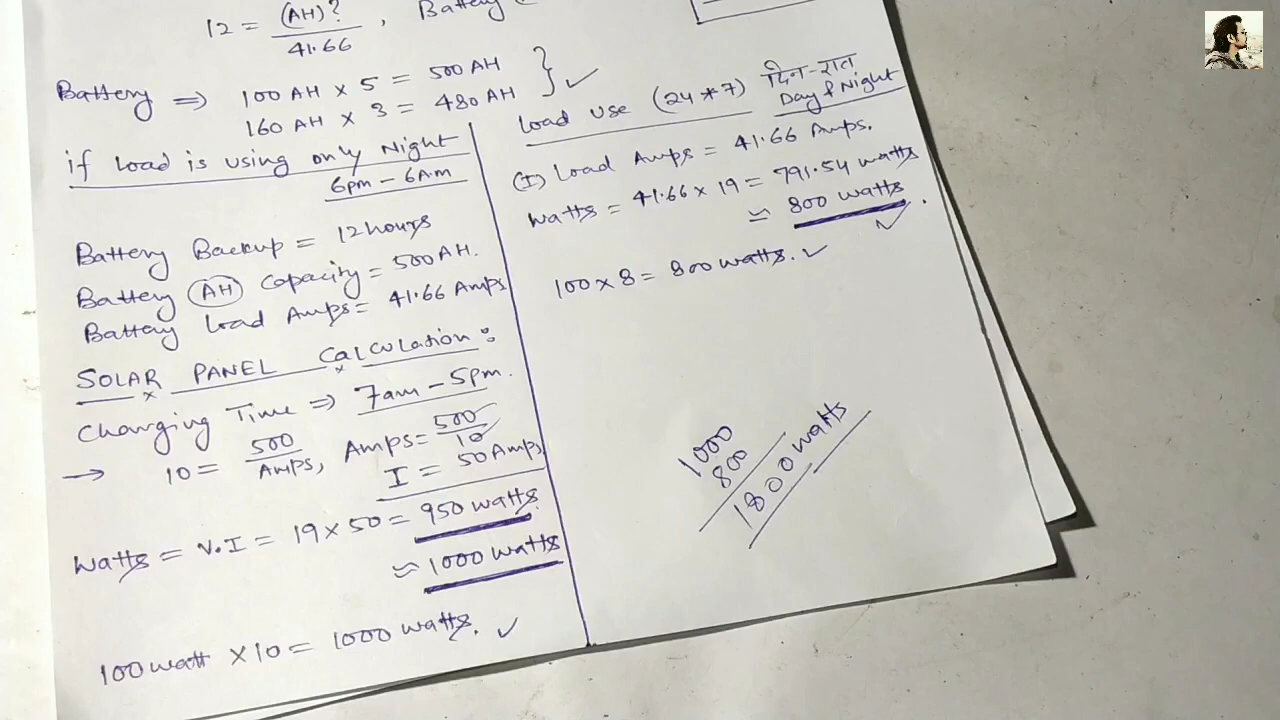 12 = (AH)? / 41.66 , Battery
Battery ⇒ 100 AH × 5 = 500 AH
160 AH × 3 = 480 AH } ✓
if Load is using only Night
6pm - 6A.m
Battery Backup = 12 hours
Battery (AH) Capacity = 500 AH.
Battery Load Amps = 41.66 Amps
SOLAR PANEL Calculation :
Charging Time ⇒ 7am - 5pm.
→ 10 = 500 / Amps, Amps = 500 / 10
I = 50 Amps
Watts = V.I = 19 × 50 = 950 watts.
≈ 1000 watts
100 watt × 10 = 1000 watts. ✓
Load Use (24*7) दिन-रात
Day & Night
(I) Load Amps = 41.66 Amps.
Watts = 41.66 × 19 = 791.54 watts
≈ 800 watts.
✓
100 × 8 = 800 watts. ✓
1000
800
1800 watts